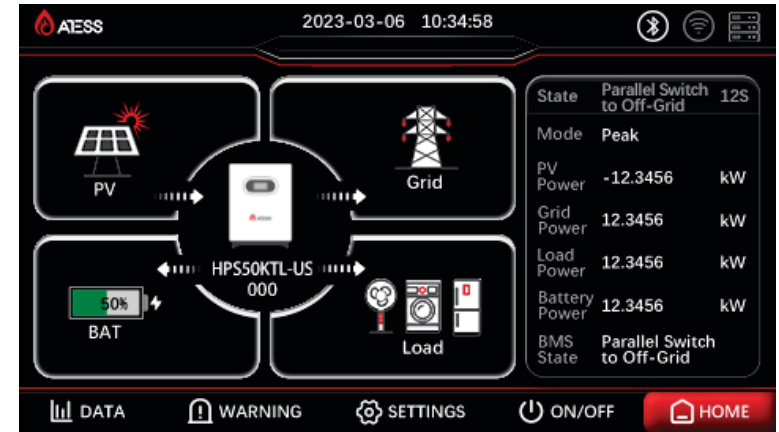 ATESS
2023-03-06 10:34:58
PV
Grid
HPS50KTL-US
000
50%
BAT
Load
State Parallel Switch to Off-Grid 12S
Mode Peak
PV Power -12.3456 kW
Grid Power 12.3456 kW
Load Power 12.3456 kW
Battery Power 12.3456 kW
BMS State Parallel Switch to Off-Grid
DATA WARNING SETTINGS ON/OFF HOME